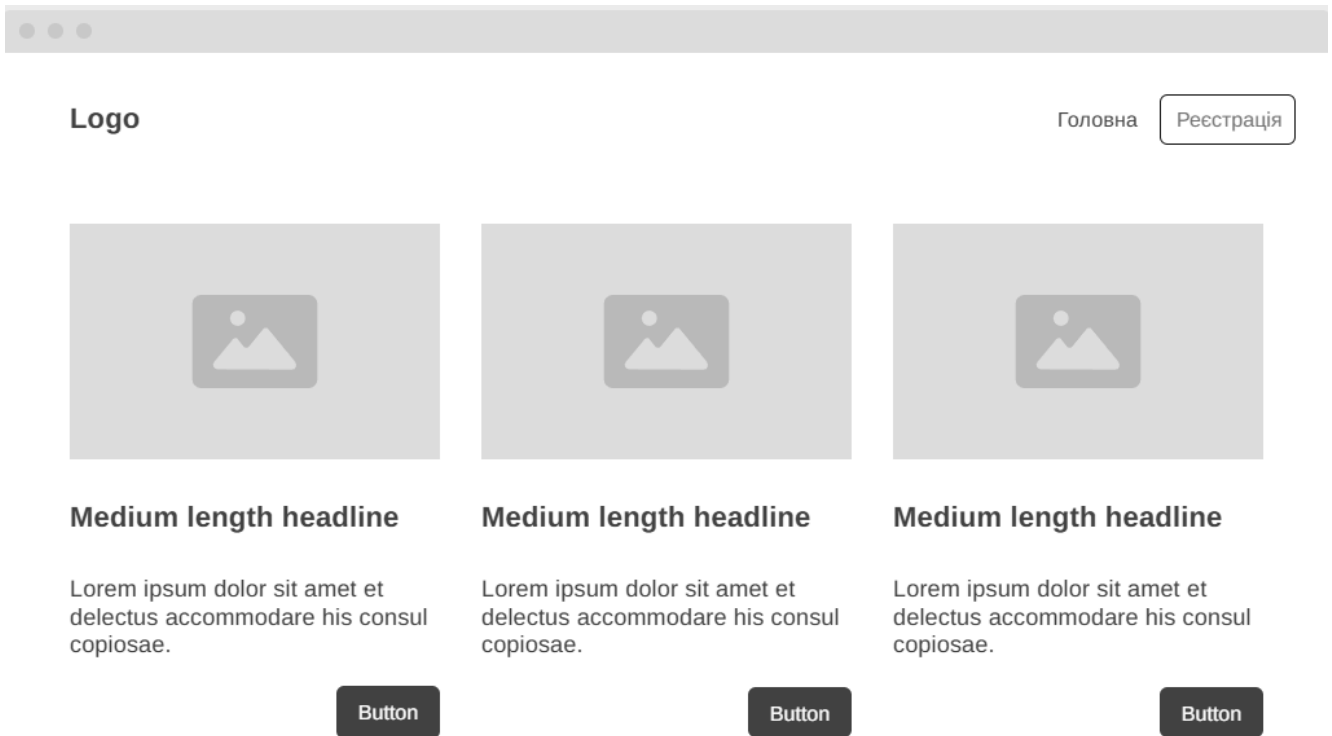 Logo
Головна
Реєстрація
Medium length headline
Lorem ipsum dolor sit amet et
delectus accommodare his consul
copiosae.
Button
Medium length headline
Lorem ipsum dolor sit amet et
delectus accommodare his consul
copiosae.
Button
Medium length headline
Lorem ipsum dolor sit amet et
delectus accommodare his consul
copiosae.
Button